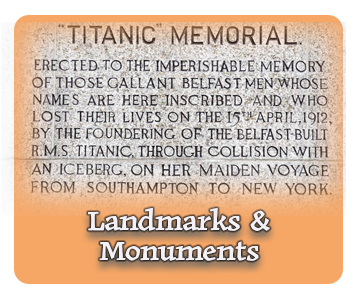 "TITANIC" MEMORIAL.
ERECTED TO THE IMPERISHABLE MEMORY
OF THOSE GALLANT BELFASTMEN WHOSE
NAMES ARE HERE INSCRIBED AND WHO
LOST THEIR LIVES ON THE 15TH APRIL, 1912,
BY THE FOUNDERING OF THE BELFAST-BUILT
R.M.S. TITANIC, THROUGH COLLISION WITH
AN ICEBERG, ON HER MAIDEN VOYAGE
FROM SOUTHAMPTON TO NEW YORK.
Landmarks &
Monuments